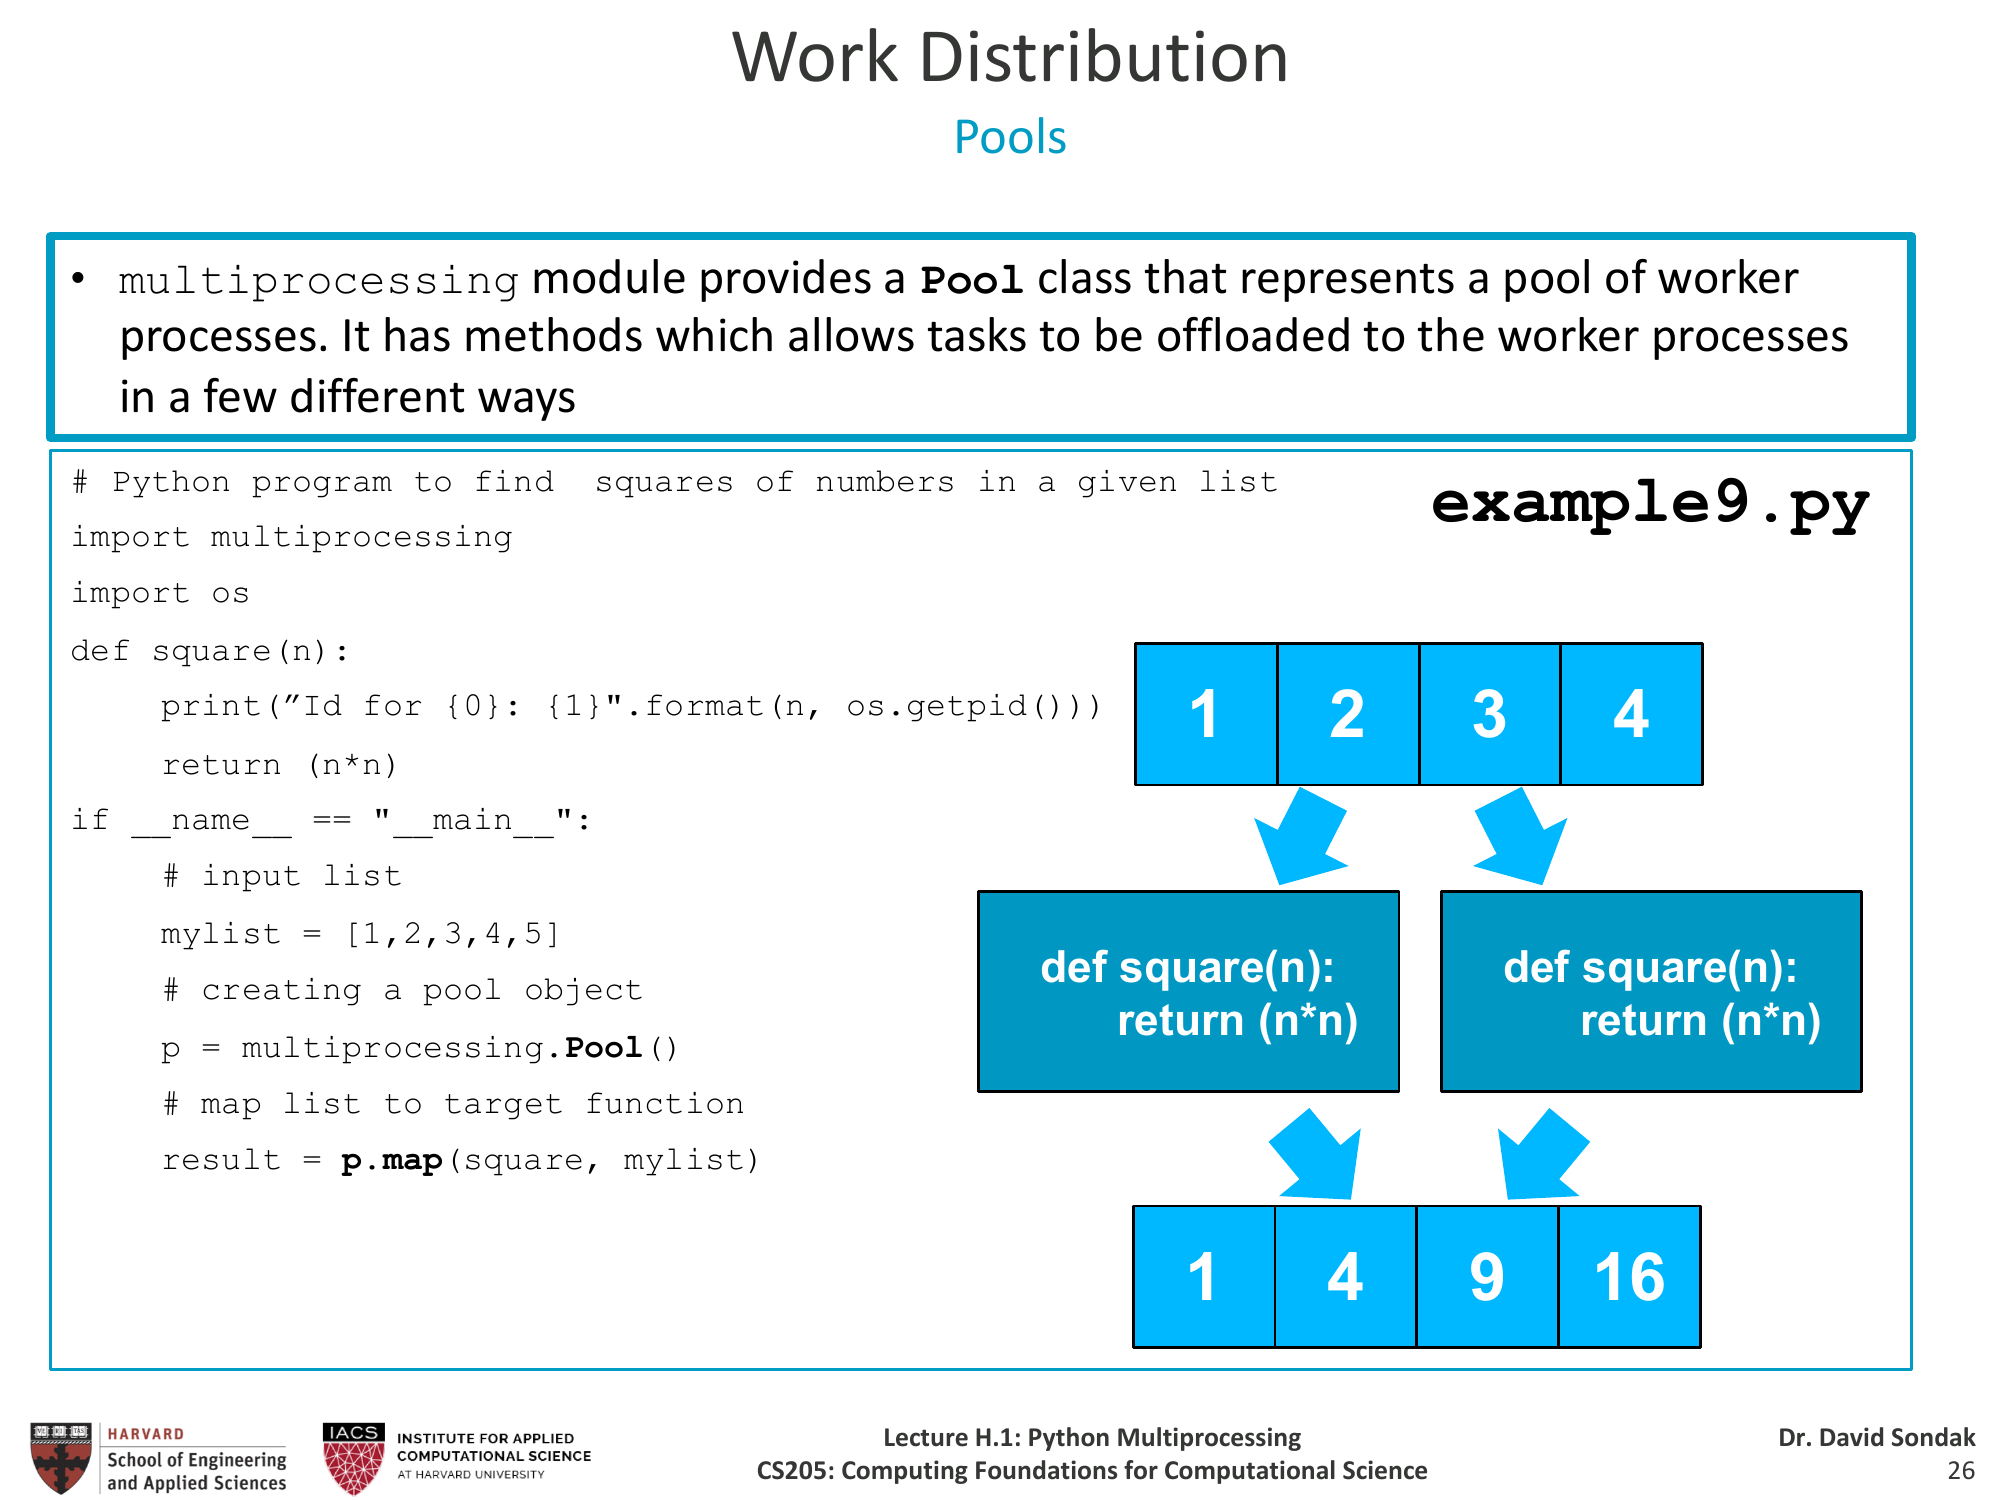 Work Distribution
Pools
• multiprocessing module provides a Pool class that represents a pool of worker
processes. It has methods which allows tasks to be offloaded to the worker processes
in a few different ways
# Python program to find  squares of numbers in a given list
example9.py
import multiprocessing
import os
def square(n):
print(”Id for {0}: {1}".format(n, os.getpid()))
return (n*n)
if __name__ == "__main__":
# input list
mylist = [1,2,3,4,5]
# creating a pool object
p = multiprocessing.Pool()
# map list to target function
result = p.map(square, mylist)
1 2 3 4
def square(n):
return (n*n)
def square(n):
return (n*n)
1 4 9 16
HARVARD
School of Engineering
and Applied Sciences
IACS
INSTITUTE FOR APPLIED
COMPUTATIONAL SCIENCE
AT HARVARD UNIVERSITY
Lecture H.1: Python Multiprocessing
CS205: Computing Foundations for Computational Science
Dr. David Sondak
26